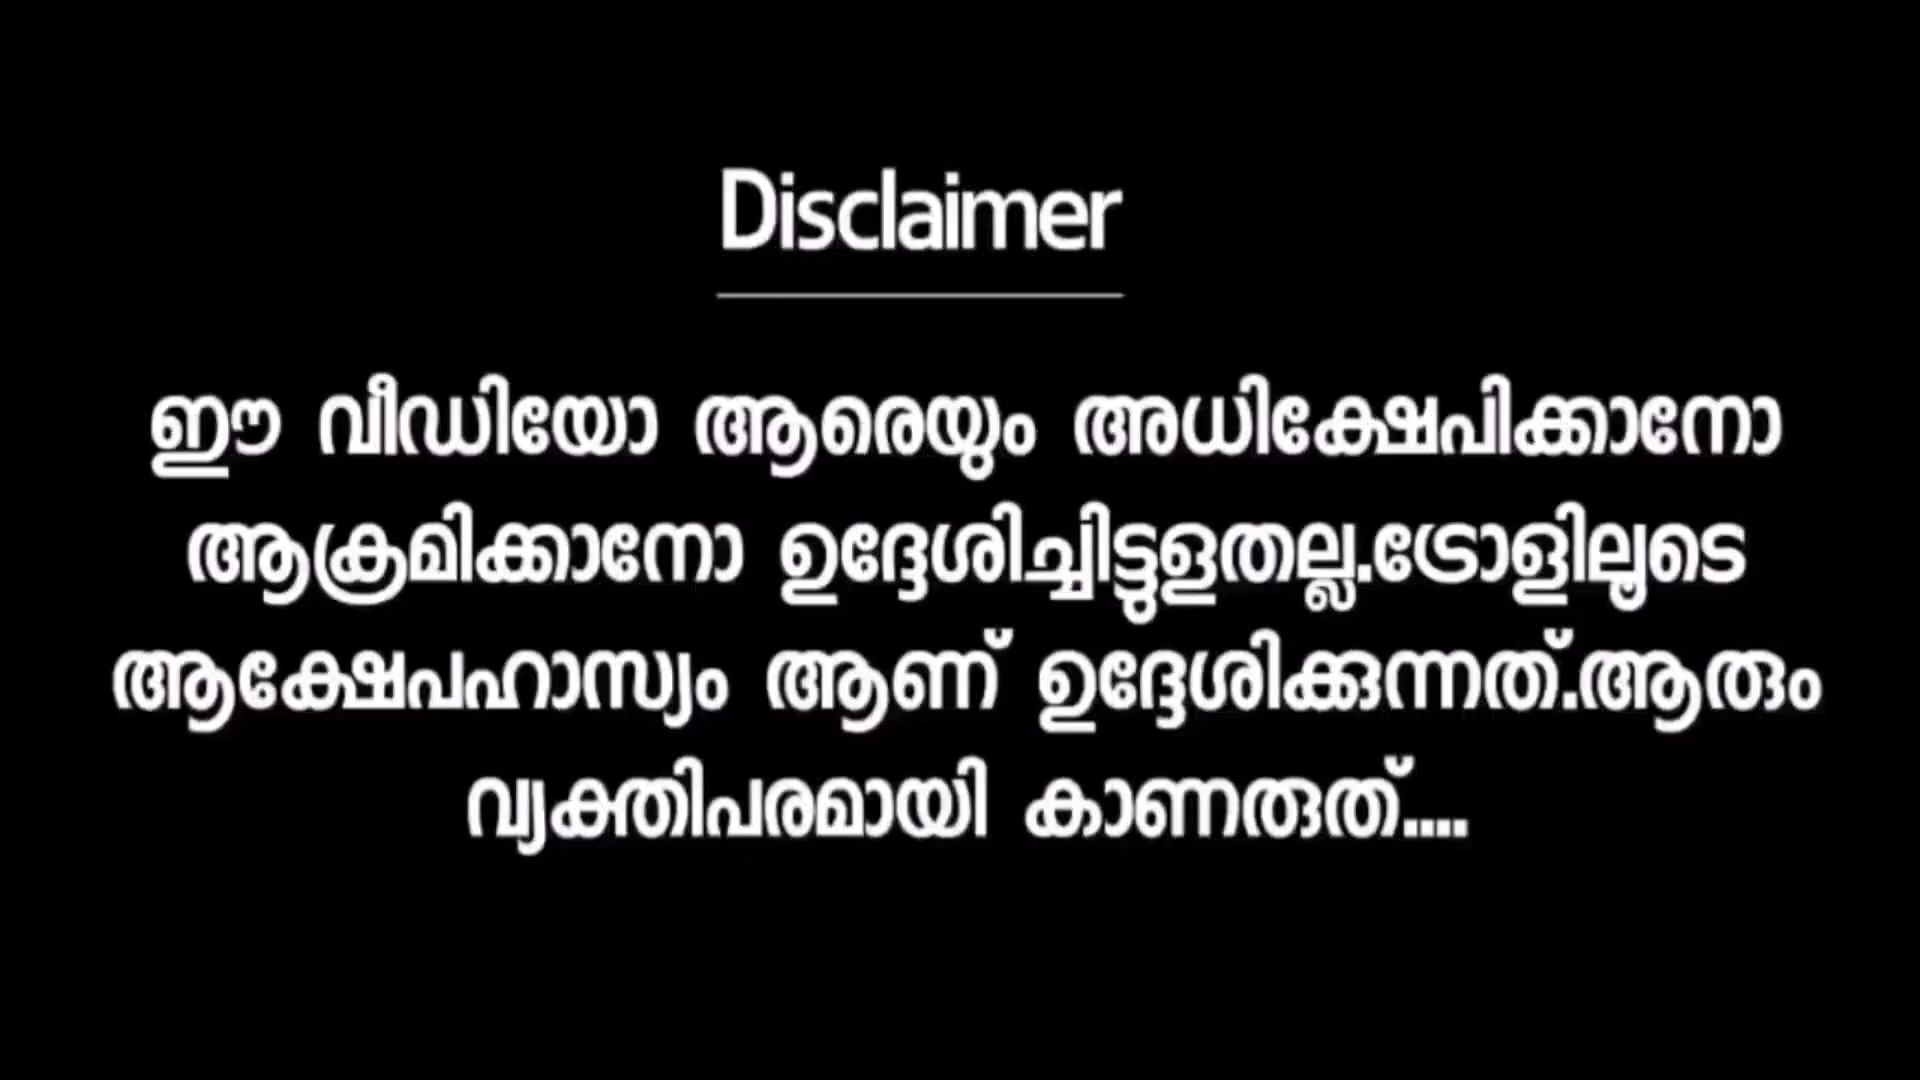 Disclaimer
ഈ വീഡിയോ ആരെയും അധിക്ഷേപിക്കാനോ
ആക്രമിക്കാനോ ഉദ്ദേശിച്ചിട്ടുളതല്ല.ട്രോളിലൂടെ
ആക്ഷേപഹാസ്യം ആണ് ഉദ്ദേശിക്കുന്നത്.ആരും
വ്യക്തിപരമായി കാണരുത്....